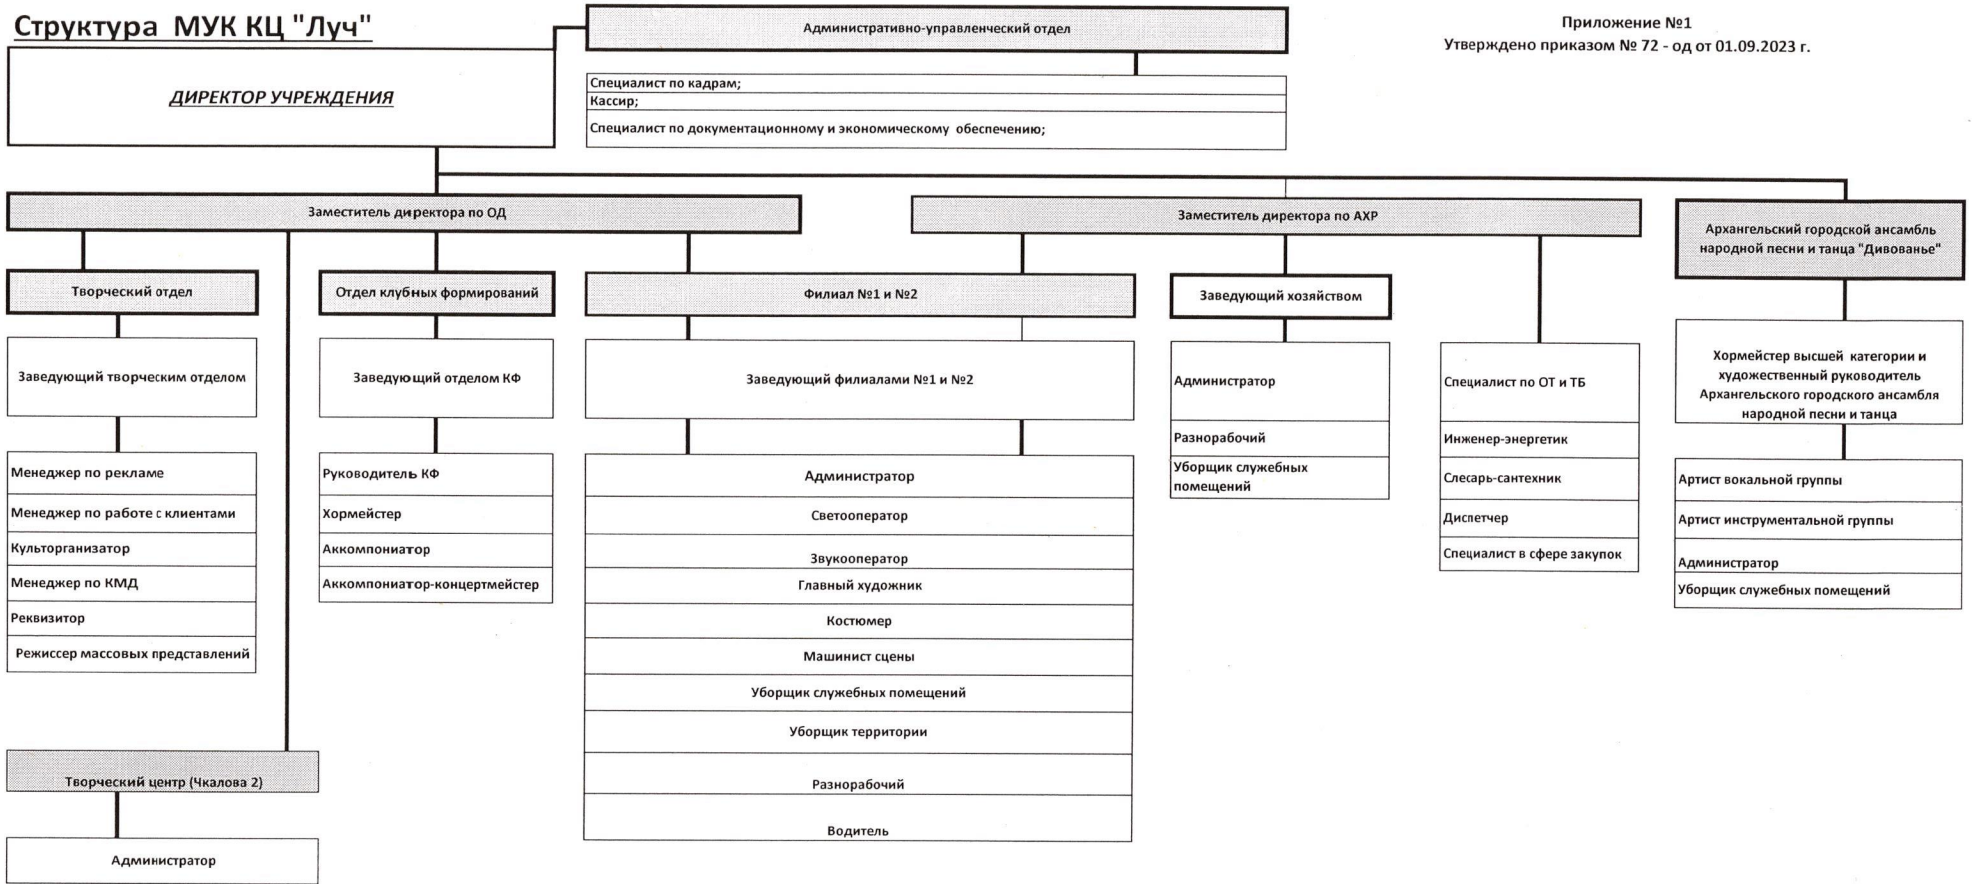 Структура МУК КЦ "Луч"
Административно-управленческий отдел
Приложение №1
Утверждено приказом № 72 - од от 01.09.2023 г.
ДИРЕКТОР УЧРЕЖДЕНИЯ
Специалист по кадрам;
Кассир;
Специалист по документационному и экономическому обеспечению;
Заместитель директора по ОД
Заместитель директора по АХР
Архангельский городской ансамбль
народной песни и танца "Дивованье"
Творческий отдел
Отдел клубных формирований
Филиал №1 и №2
Заведующий хозяйством
Заведующий творческим отделом
Заведующий отделом КФ
Заведующий филиалами №1 и №2
Администратор
Разнорабочий
Уборщик служебных
помещений
Специалист по ОТ и ТБ
Инженер-энергетик
Слесарь-сантехник
Диспетчер
Специалист в сфере закупок
Хормейстер высшей категории и
художественный руководитель
Архангельского городского ансамбля
народной песни и танца
Менеджер по рекламе
Менеджер по работе с клиентами
Культорганизатор
Менеджер по КМД
Реквизитор
Режиссер массовых представлений
Руководитель КФ
Хормейстер
Аккомпониатор
Аккомпониатор-концертмейстер
Администратор
Светооператор
Звукооператор
Главный художник
Костюмер
Машинист сцены
Уборщик служебных помещений
Уборщик территории
Разнорабочий
Водитель
Артист вокальной группы
Артист инструментальной группы
Администратор
Уборщик служебных помещений
Творческий центр (Чкалова 2)
Администратор